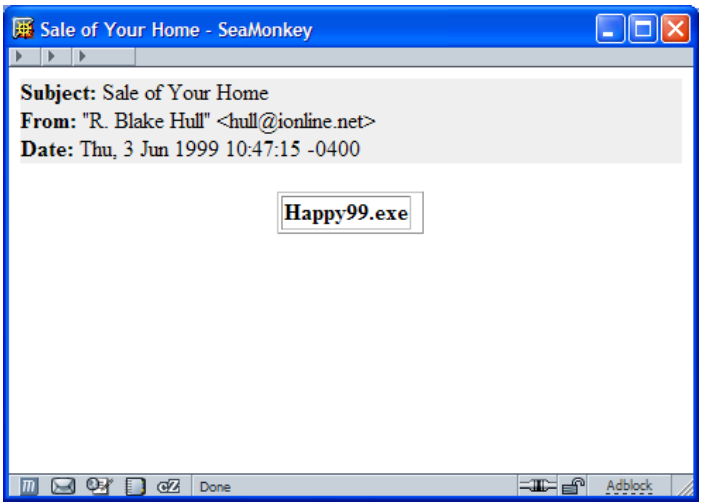 Sale of Your Home - SeaMonkey
Subject: Sale of Your Home
From: "R. Blake Hull" <hull@ionline.net>
Date: Thu, 3 Jun 1999 10:47:15 -0400
Happy99.exe
Done
Adblock